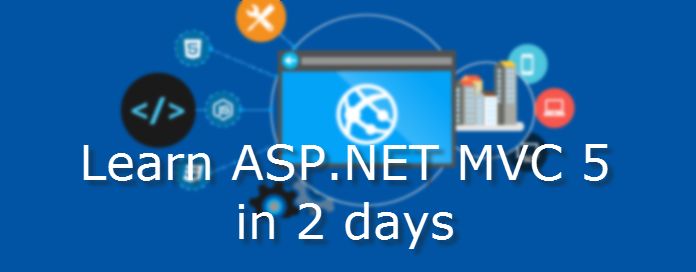 </>
Learn ASP.NET MVC 5
in 2 days